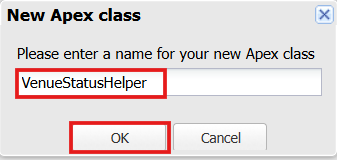 New Apex class
Please enter a name for your new Apex class
VenueStatusHelper
OK
Cancel